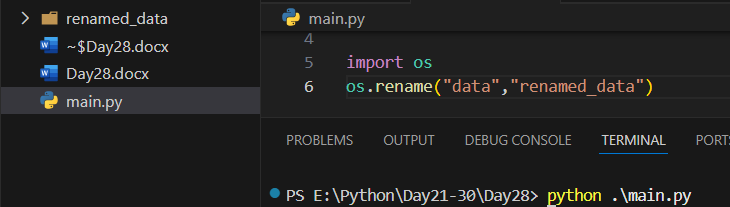 renamed_data
~$Day28.docx
Day28.docx
main.py
main.py
4
5 import os
6 os.rename("data","renamed_data")
PROBLEMS OUTPUT DEBUG CONSOLE TERMINAL PORTS
PS E:\Python\Day21-30\Day28> python .\main.py